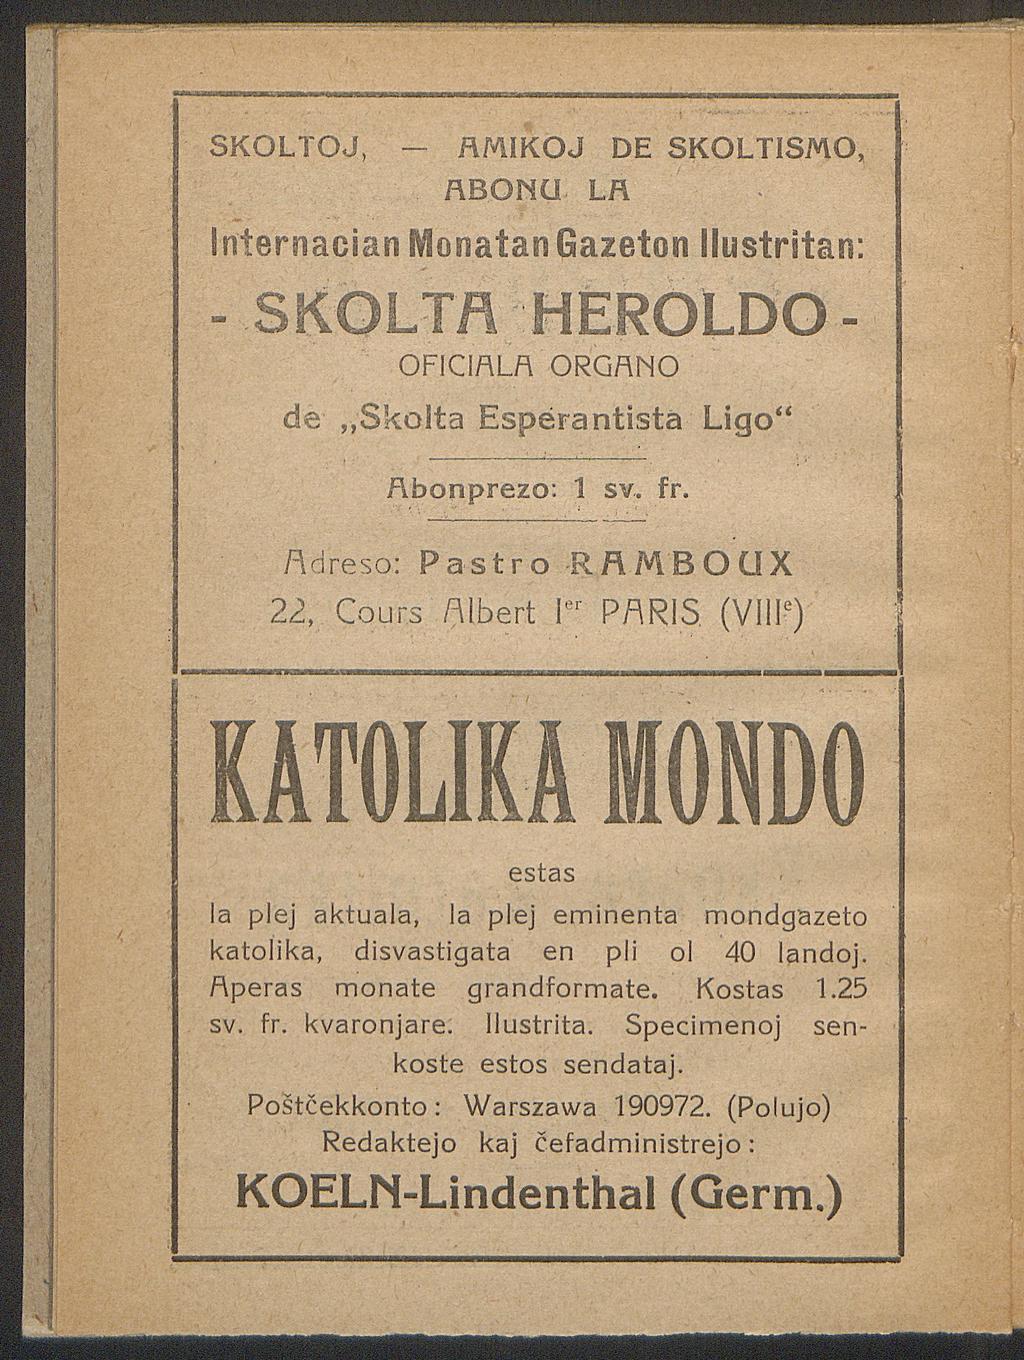 SKOLTOJ, — AMIKOJ DE SKOLTISMO,
ABONU LA
Internacian Monatan Gazeton Ilustritan:
- SKOLTA HEROLDO -
OFICIALA ORGANO
de „Skolta Esperantista Ligo“
Abonprezo: 1 sv. fr.
Adreso: Pastro RAMBOUX
22, Cours Albert Iᵉʳ PARIS (VIIIᵉ)
KATOLIKA MONDO
estas
la plej aktuala, la plej eminenta mondgazeto
katolika, disvastigata en pli ol 40 landoj.
Aperas monate grandformate. Kostas 1.25
sv. fr. kvaronjare. Ilustrita. Specimenoj sen-
koste estos sendataj.
Poštčekkonto: Warszawa 190972. (Polujo)
Redaktejo kaj čefadministrejo:
KOELN-Lindenthal (Germ.)